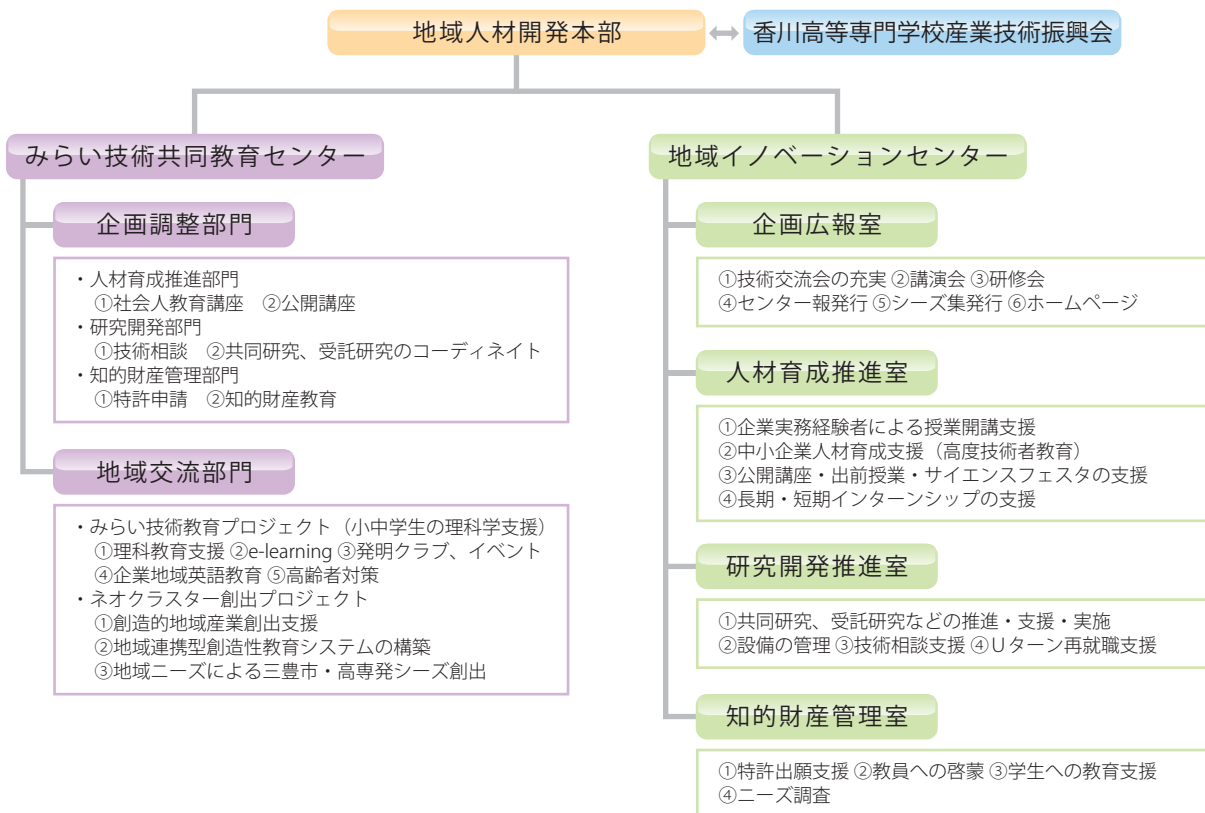 地域人材開発本部
香川高等専門学校産業技術振興会
みらい技術共同教育センター
企画調整部門
・人材育成推進部門
①社会人教育講座 ②公開講座
・研究開発部門
①技術相談 ②共同研究、受託研究のコーディネイト
・知的財産管理部門
①特許申請 ②知的財産教育
地域交流部門
・みらい技術教育プロジェクト（小中学生の理科学支援）
①理科教育支援 ②e-learning ③発明クラブ、イベント
④企業地域英語教育 ⑤高齢者対策
・ネオクラスター創出プロジェクト
①創造的地域産業創出支援
②地域連携型創造性教育システムの構築
③地域ニーズによる三豊市・高専発シーズ創出
地域イノベーションセンター
企画広報室
①技術交流会の充実 ②講演会 ③研修会
④センター報発行 ⑤シーズ集発行 ⑥ホームページ
人材育成推進室
①企業実務経験者による授業開講支援
②中小企業人材育成支援（高度技術者教育）
③公開講座・出前授業・サイエンスフェスタの支援
④長期・短期インターンシップの支援
研究開発推進室
①共同研究、受託研究などの推進・支援・実施
②設備の管理 ③技術相談支援 ④Uターン再就職支援
知的財産管理室
①特許出願支援 ②教員への啓蒙 ③学生への教育支援
④ニーズ調査